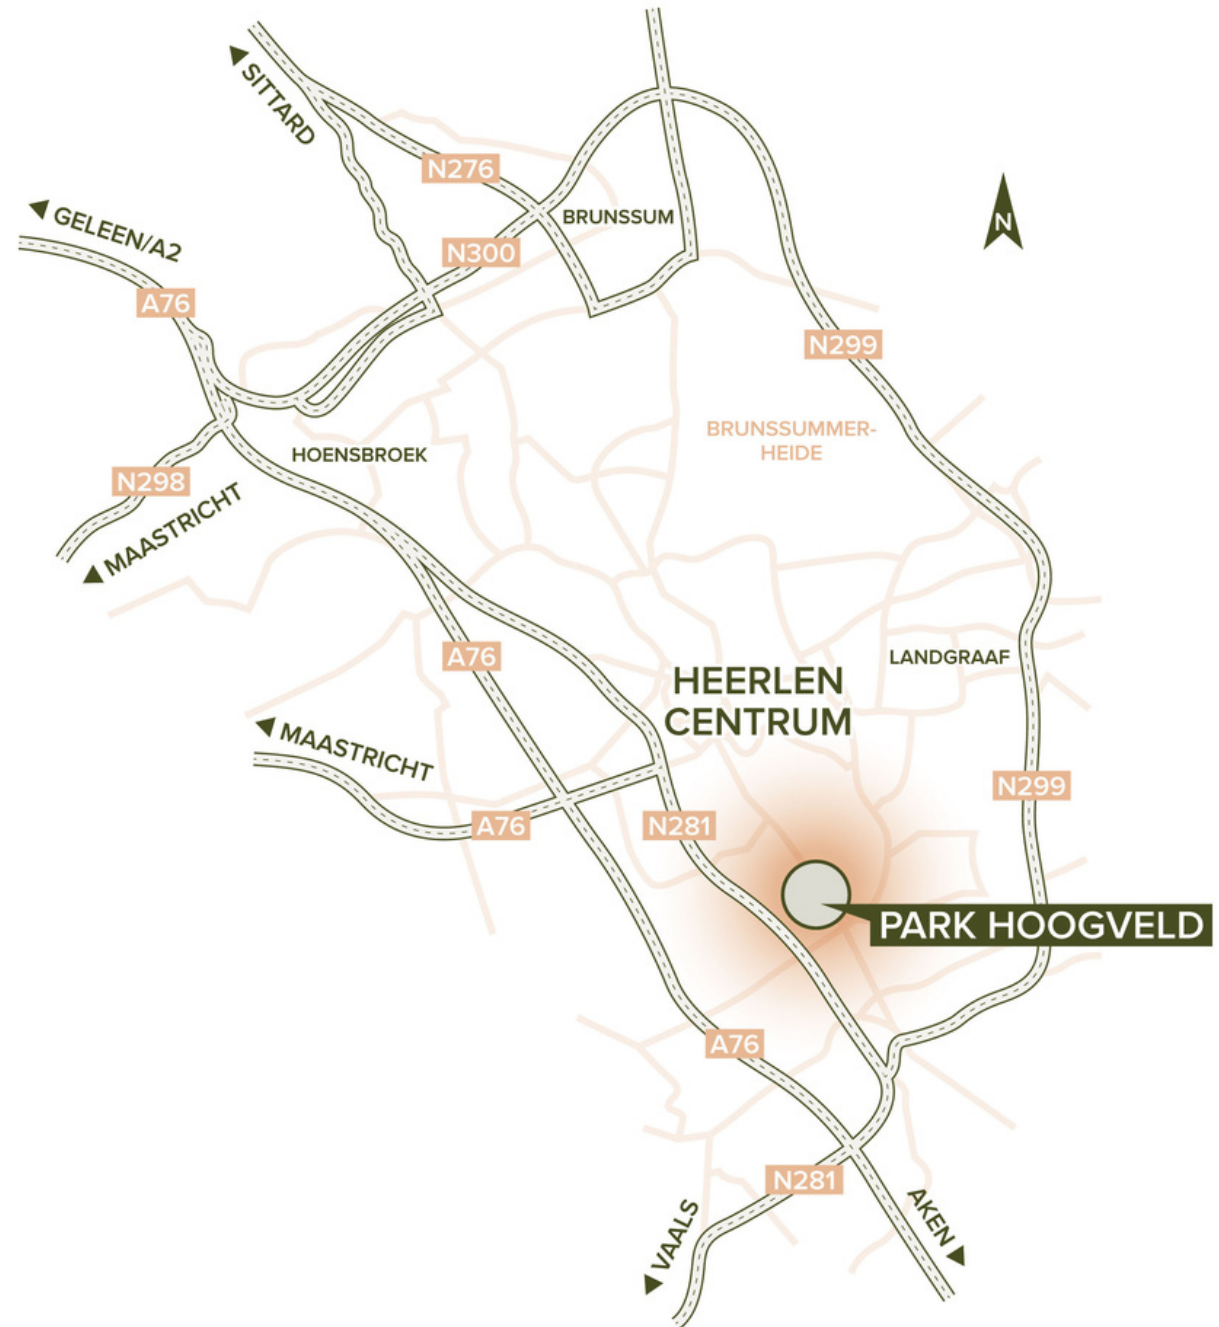 SITTARD
N276
GELEEN/A2
BRUNSSUM
N
N300
A76
N299
BRUNSSUMMER-
HEIDE
HOENSBROEK
N298
MAASTRICHT
A76
LANDGRAAF
HEERLEN
CENTRUM
MAASTRICHT
N299
A76
N281
PARK HOOGVELD
A76
N281
VAALS
AKEN